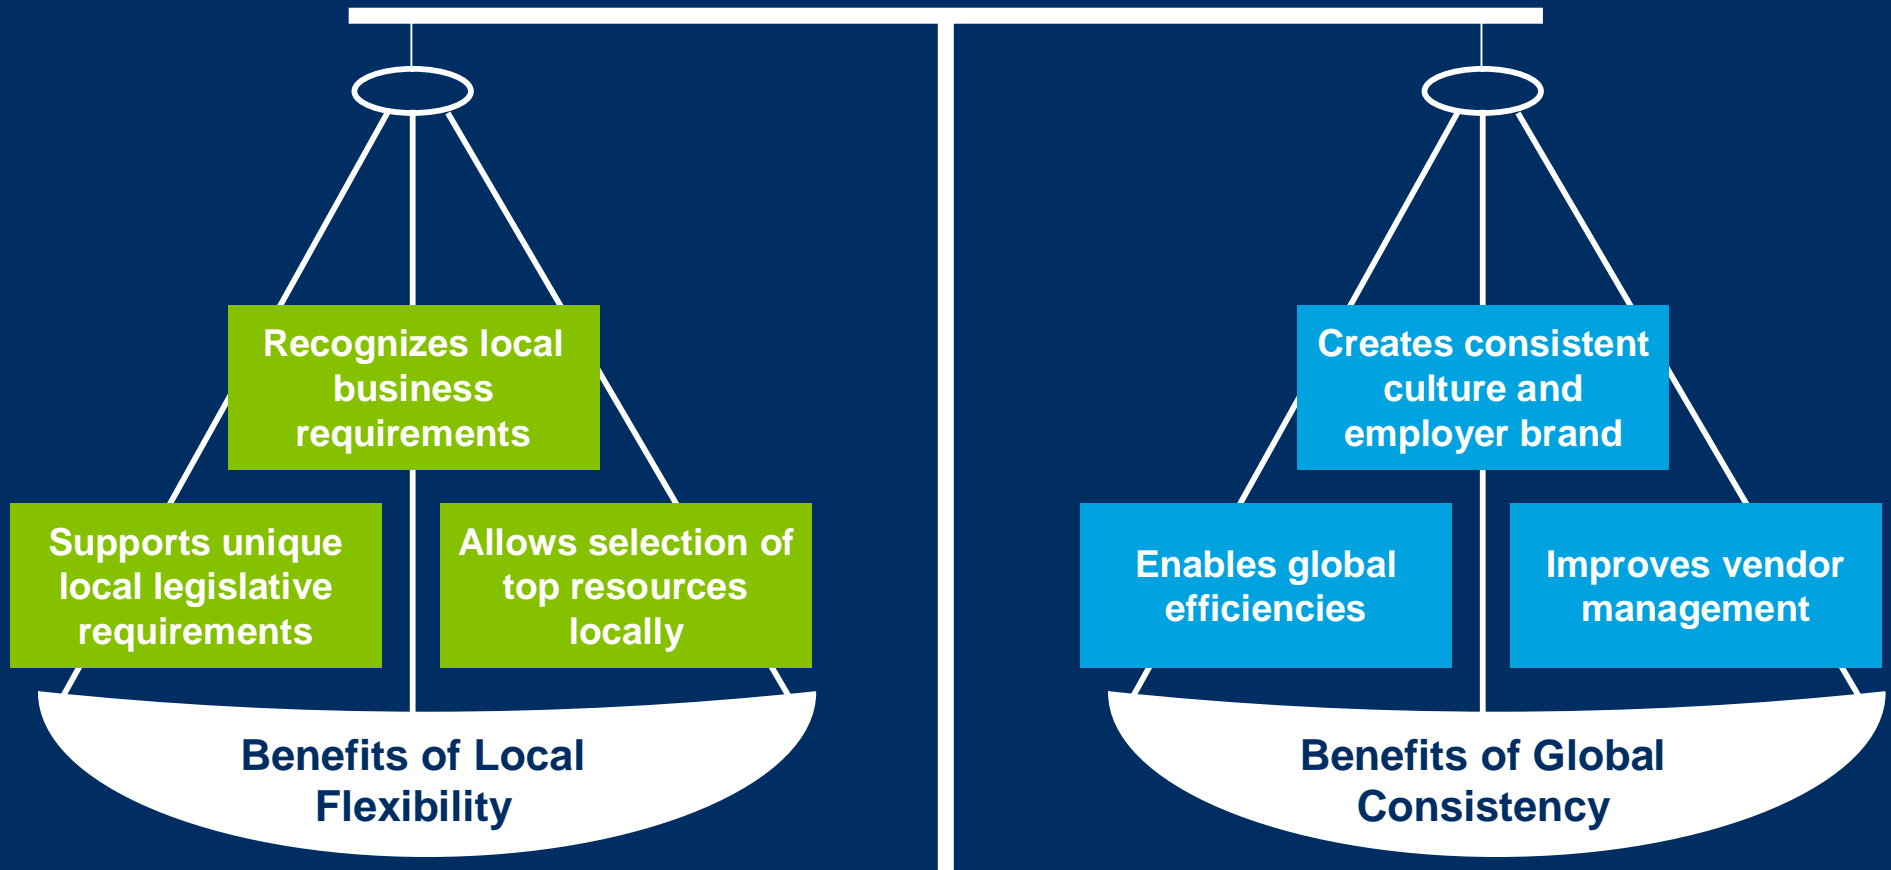 Recognizes local
business
requirements
Supports unique
local legislative
requirements
Allows selection of
top resources
locally
Benefits of Local
Flexibility
Creates consistent
culture and
employer brand
Enables global
efficiencies
Improves vendor
management
Benefits of Global
Consistency